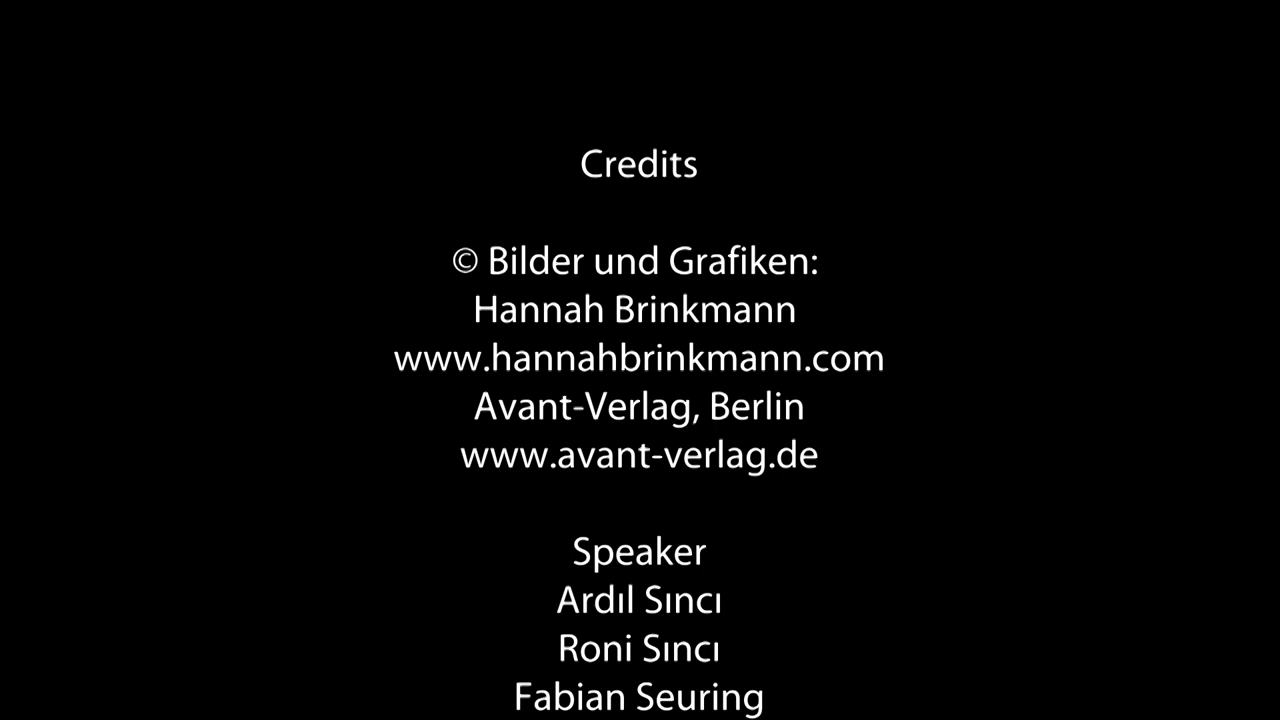 Credits
© Bilder und Grafiken:
Hannah Brinkmann
www.hannahbrinkmann.com
Avant-Verlag, Berlin
www.avant-verlag.de
Speaker
Ardıl Sıncı
Roni Sıncı
Fabian Seuring